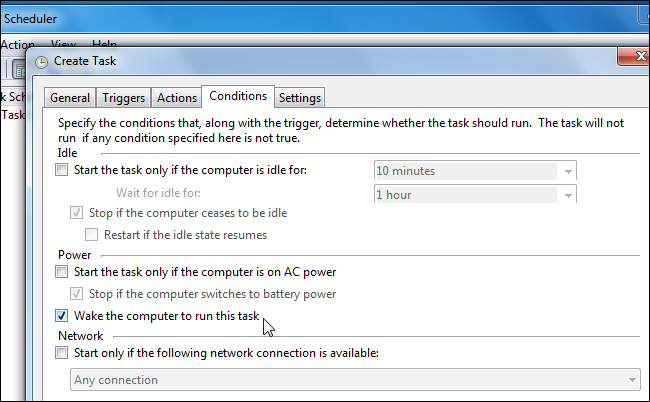 Scheduler
Action View Help
Create Task
k Sch
Task
General Triggers Actions Conditions Settings
Specify the conditions that, along with the trigger, determine whether the task should run. The task will not
run if any condition specified here is not true.
Idle
Start the task only if the computer is idle for: 10 minutes
Wait for idle for: 1 hour
Stop if the computer ceases to be idle
Restart if the idle state resumes
Power
Start the task only if the computer is on AC power
Stop if the computer switches to battery power
Wake the computer to run this task
Network
Start only if the following network connection is available:
Any connection